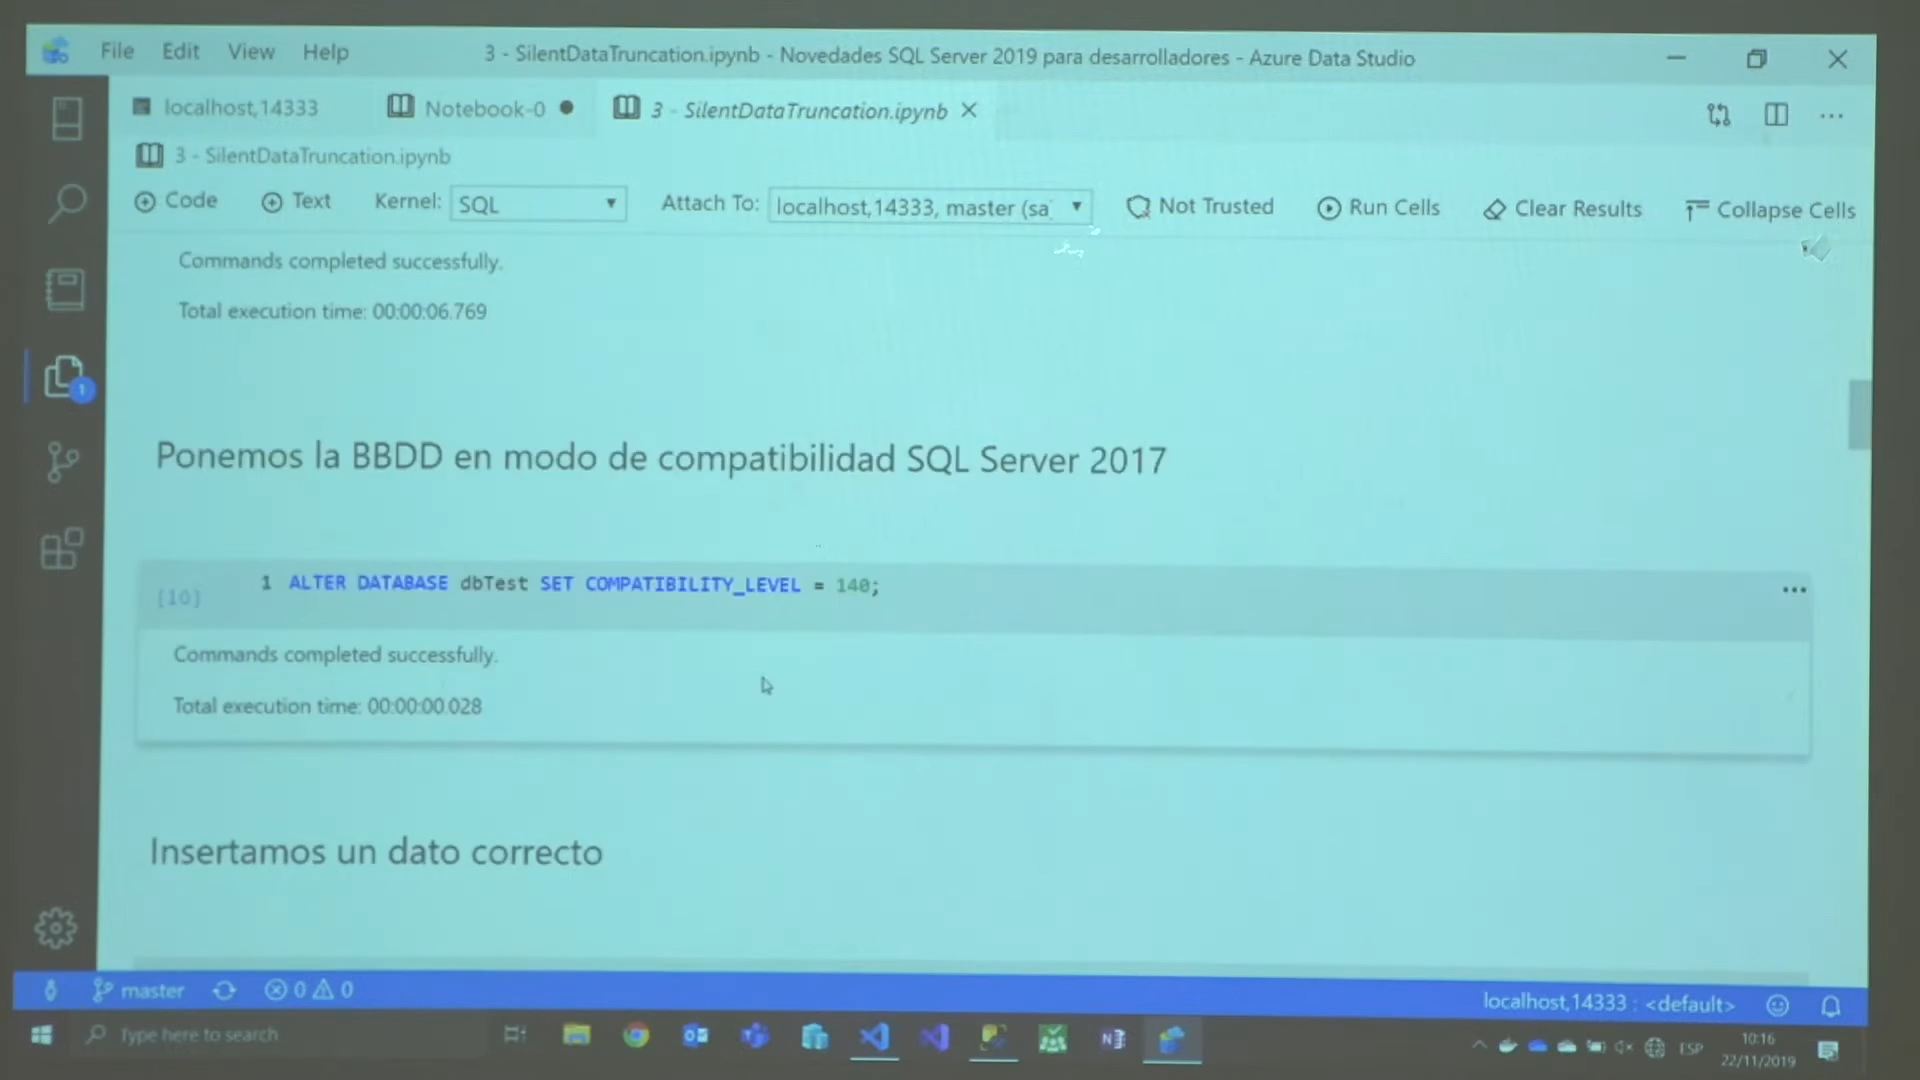 File Edit View Help
3 - SilentDataTruncation.ipynb - Novedades SQL Server 2019 para desarrolladores - Azure Data Studio
localhost,14333
Notebook-0
3 - SilentDataTruncation.ipynb
3 - SilentDataTruncation.ipynb
Code
Text
Kernel:
SQL
Attach To:
localhost,14333, master (sa
Not Trusted
Run Cells
Clear Results
Collapse Cells
Commands completed successfully.
Total execution time: 00:00:06.769
1
Ponemos la BBDD en modo de compatibilidad SQL Server 2017
[10]
1 ALTER DATABASE dbTest SET COMPATIBILITY_LEVEL = 140;
Commands completed successfully.
Total execution time: 00:00:00.028
Insertamos un dato correcto
master
0
0
localhost,14333 : <default>
Type here to search
ESP
10:16
22/11/2019